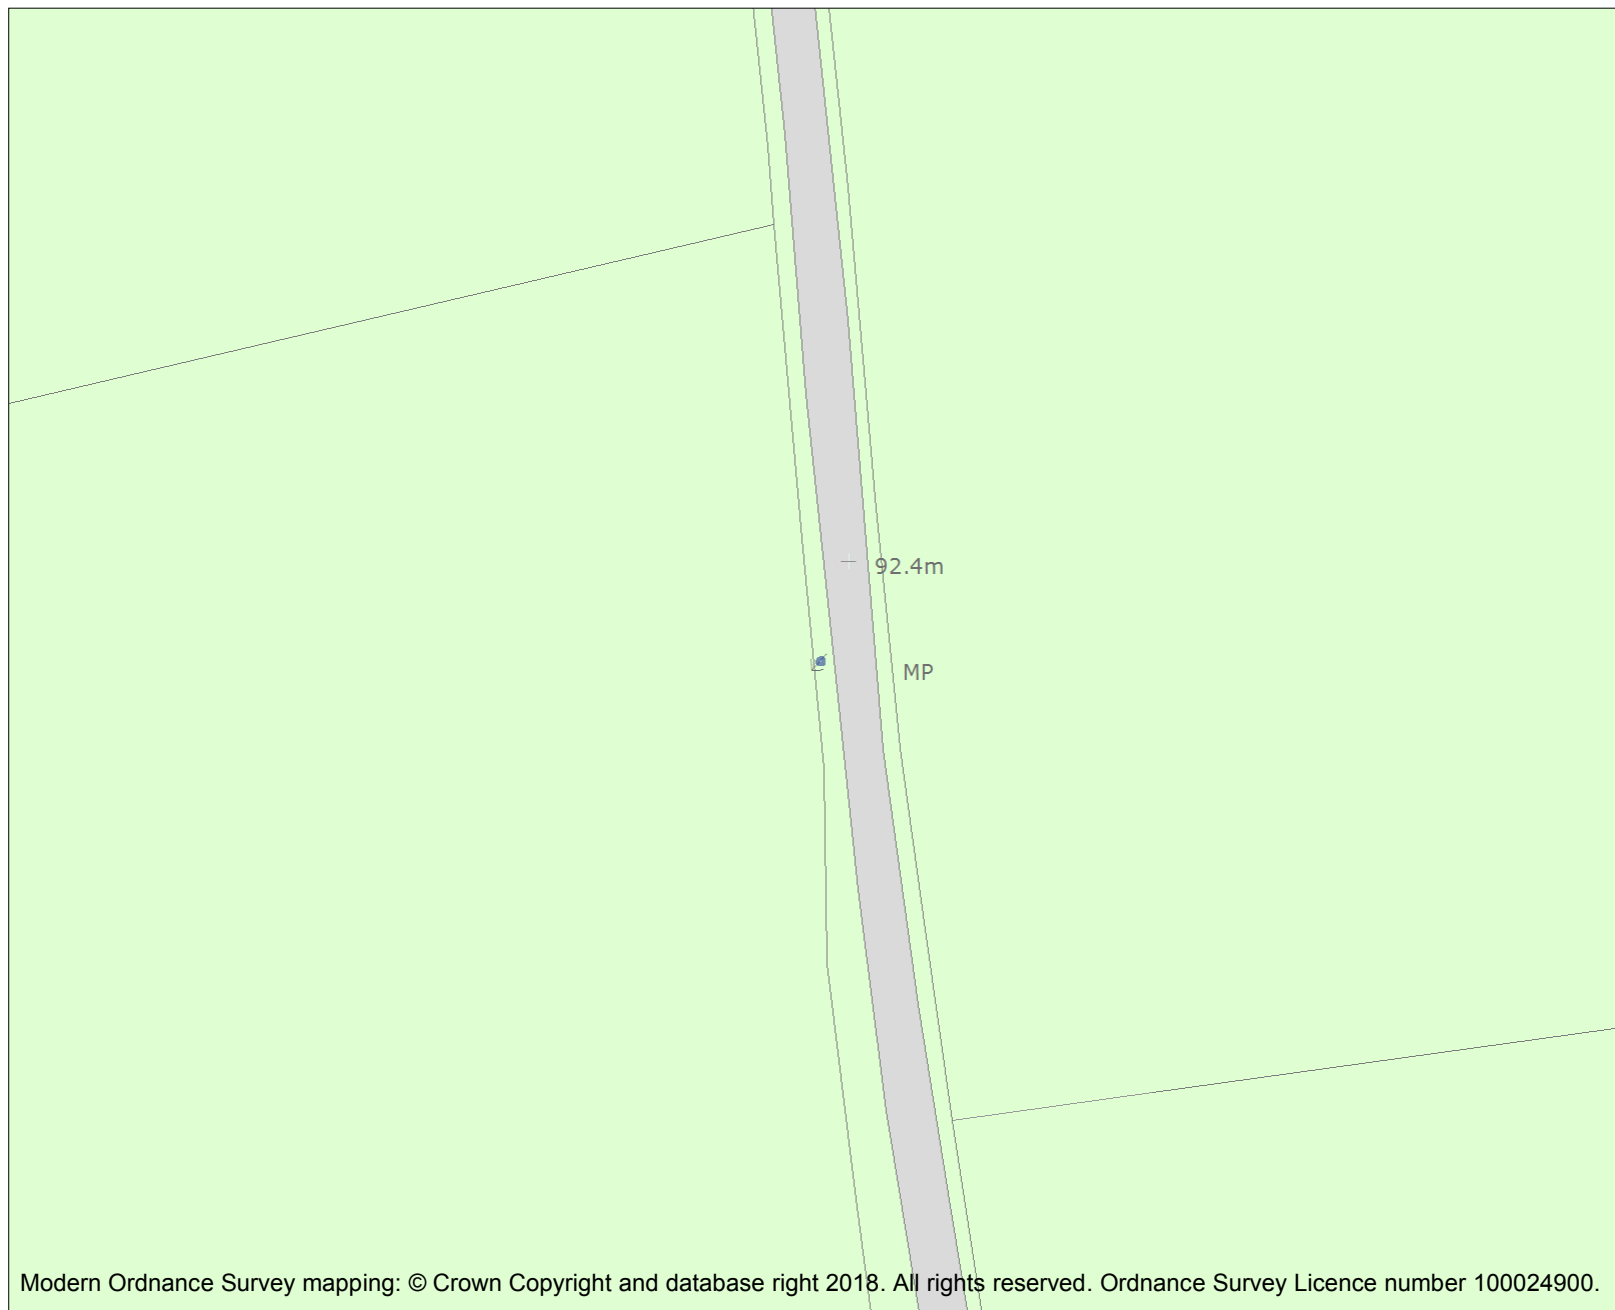 92.4m
MP
Modern Ordnance Survey mapping: © Crown Copyright and database right 2018. All rights reserved. Ordnance Survey Licence number 100024900.